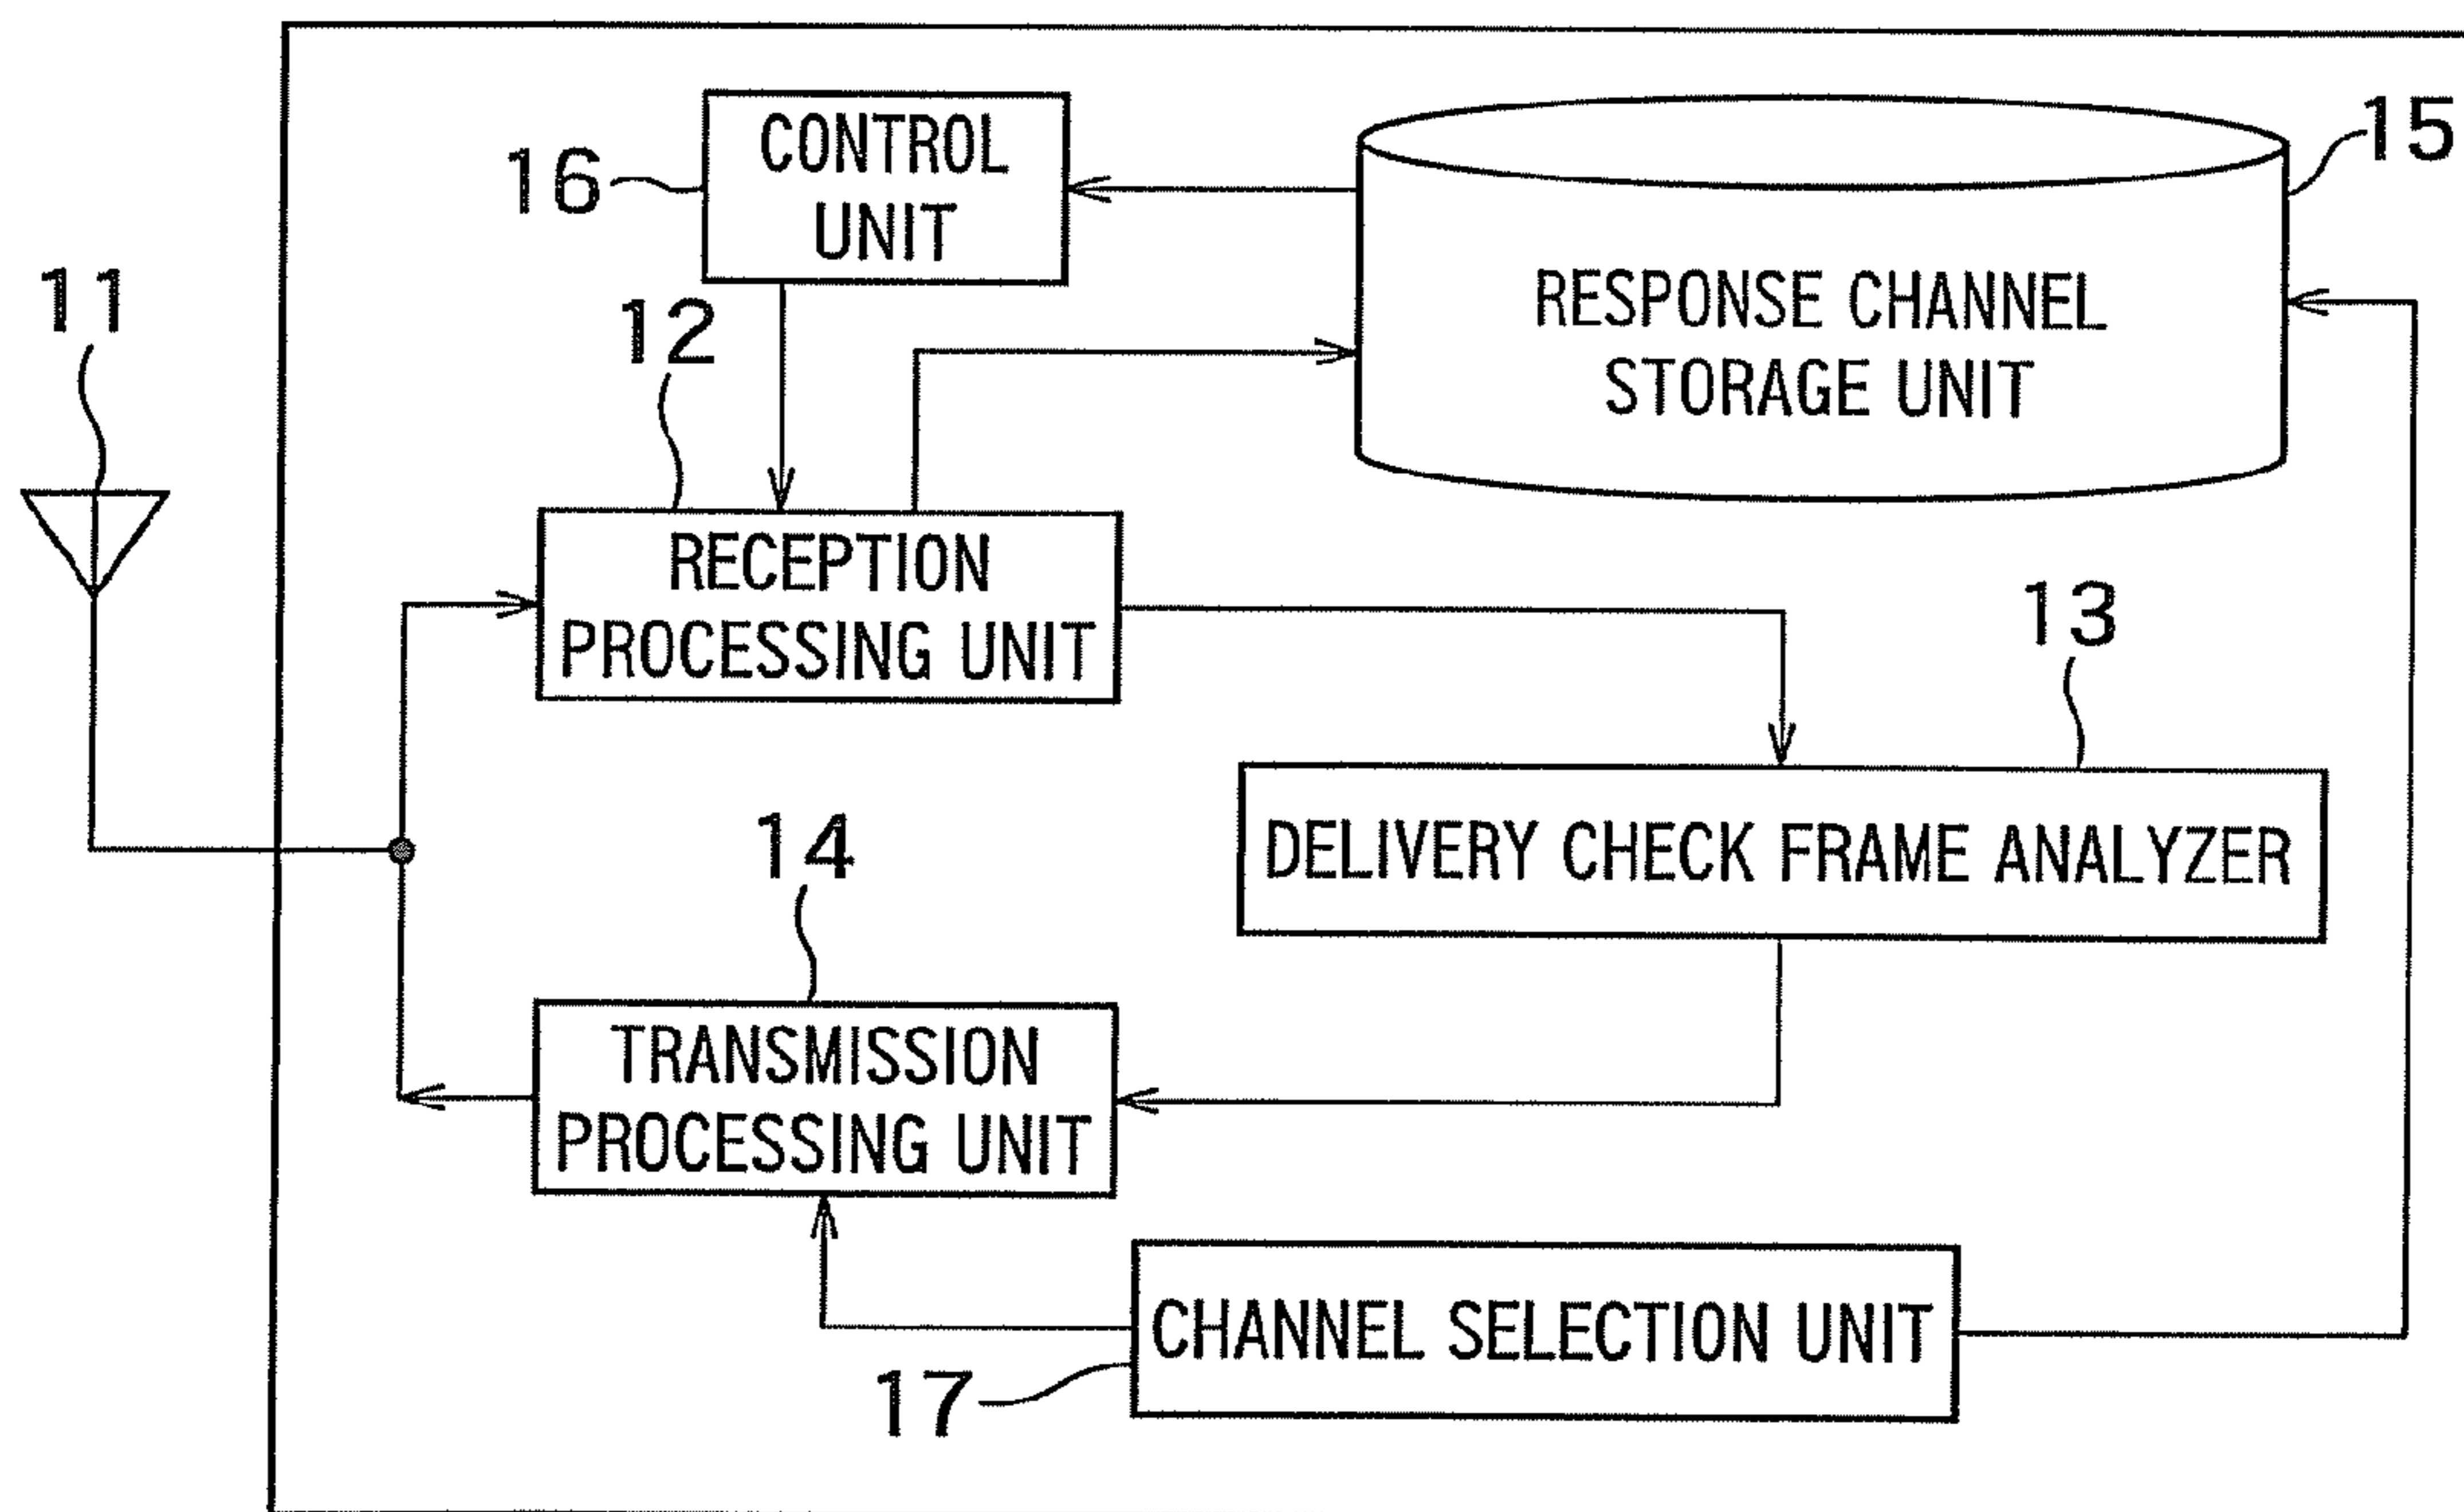 15
CONTROL
UNIT
16
11
RESPONSE CHANNEL
STORAGE UNIT
12
RECEPTION
PROCESSING UNIT
13
14
DELIVERY CHECK FRAME ANALYZER
TRANSMISSION
PROCESSING UNIT
CHANNEL SELECTION UNIT
17